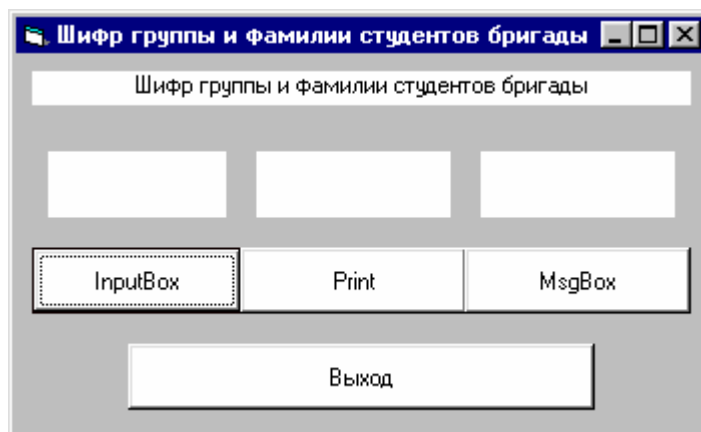 Шифр группы и фамилии студентов бригады
Шифр группы и фамилии студентов бригады
InputBox Print MsgBox
Выход